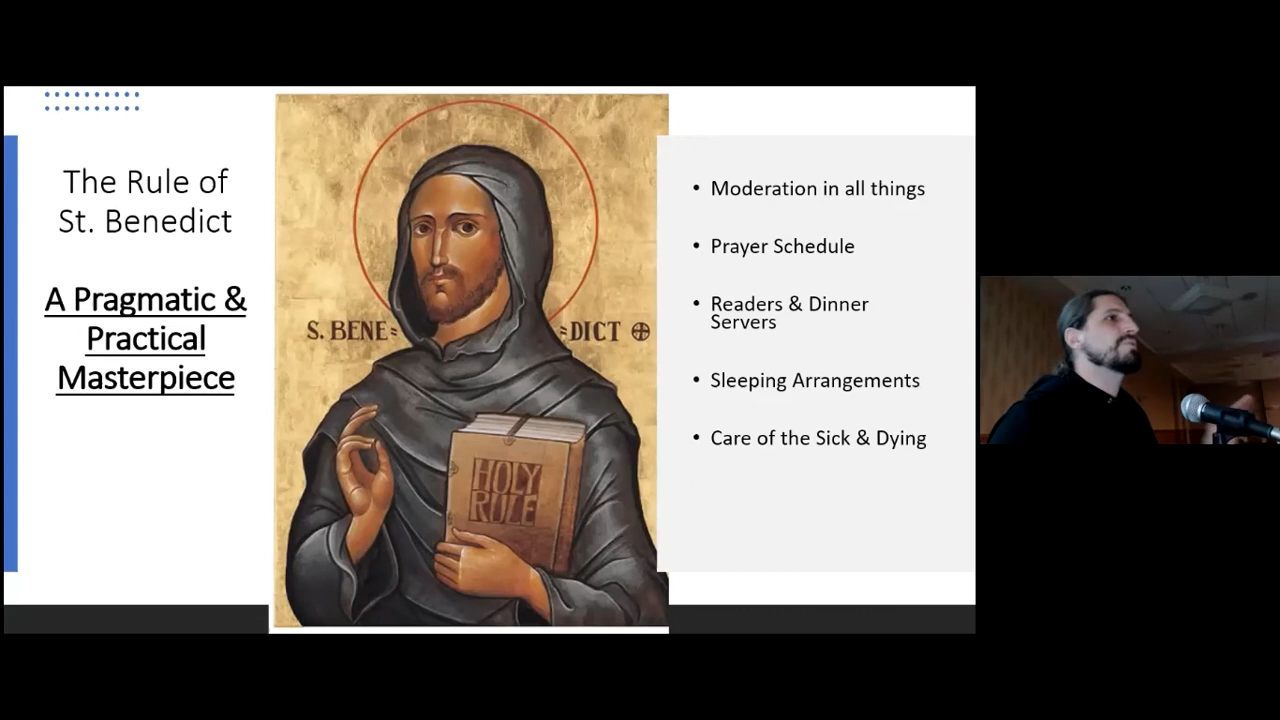 The Rule of
St. Benedict
A Pragmatic &
Practical
Masterpiece
S. BENE
DICT
HOLY
RULE
• Moderation in all things
• Prayer Schedule
• Readers & Dinner
Servers
• Sleeping Arrangements
• Care of the Sick & Dying